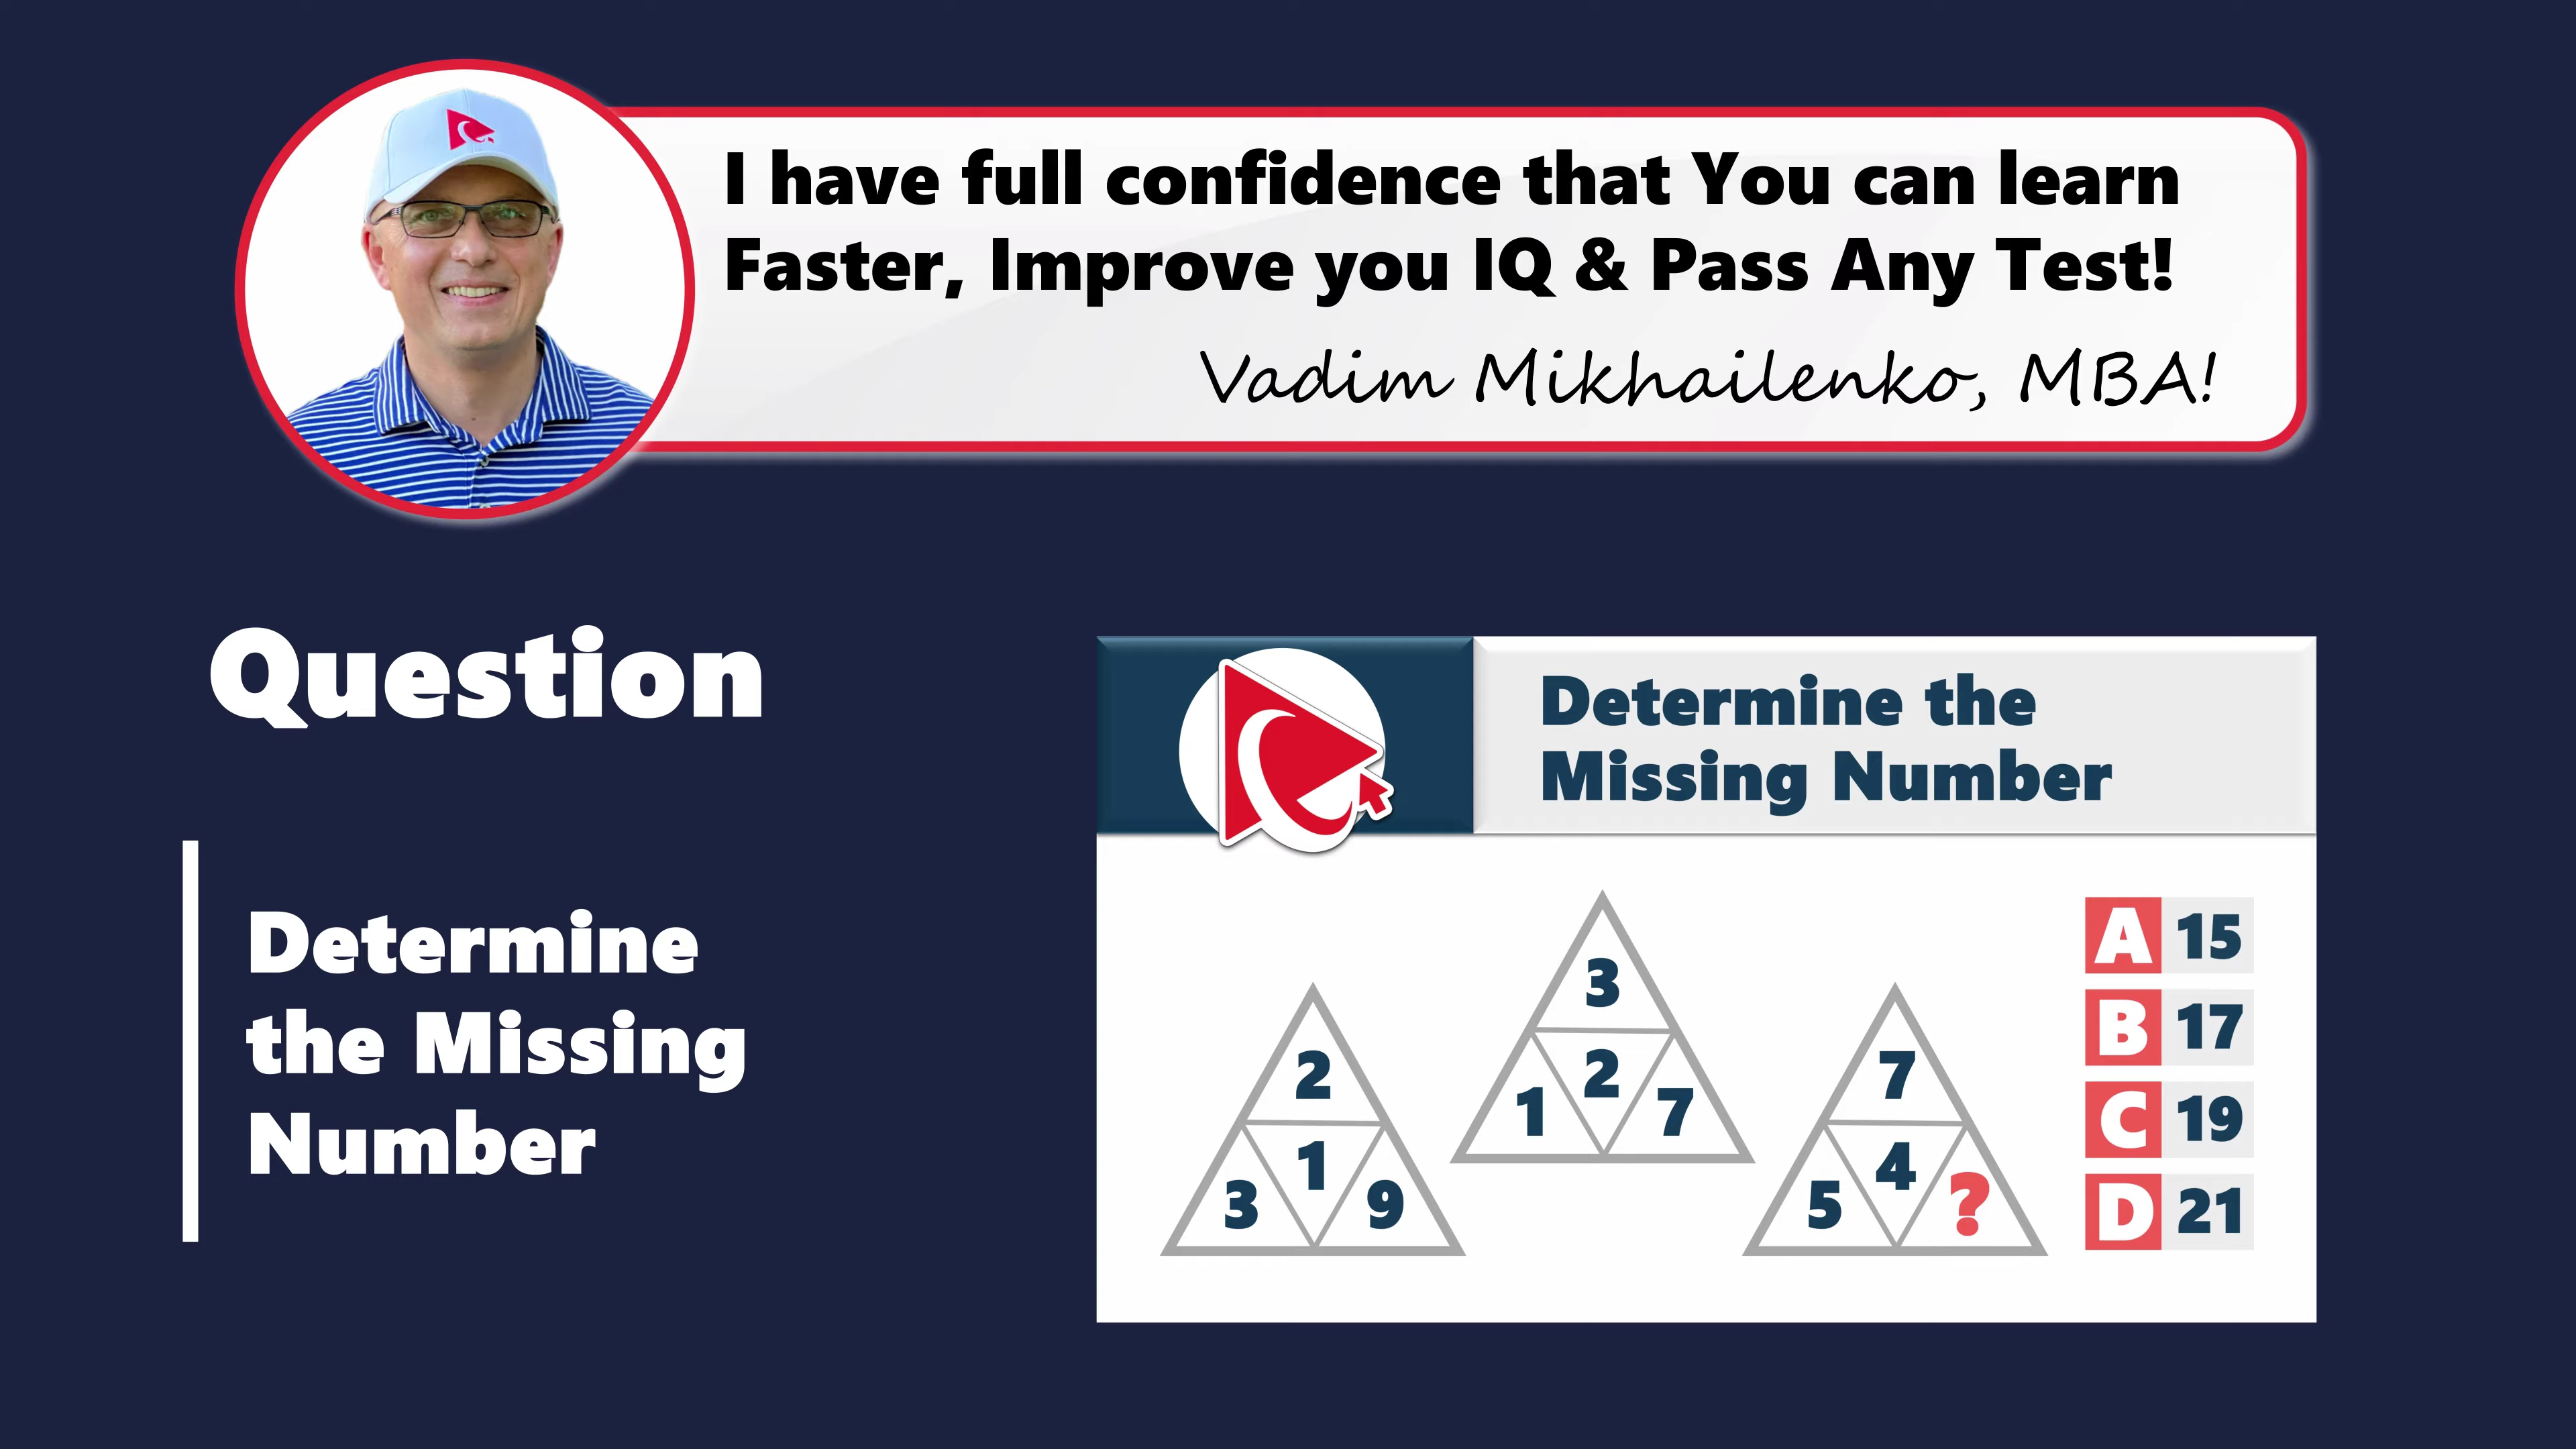 I have full confidence that You can learn
Faster, Improve you IQ & Pass Any Test!
Vadim Mikhailenko, MBA!
Question
Determine
the Missing
Number
Determine the
Missing Number
2
3 1 9
3
1 2 7
7
5 4 ?
A 15
B 17
C 19
D 21